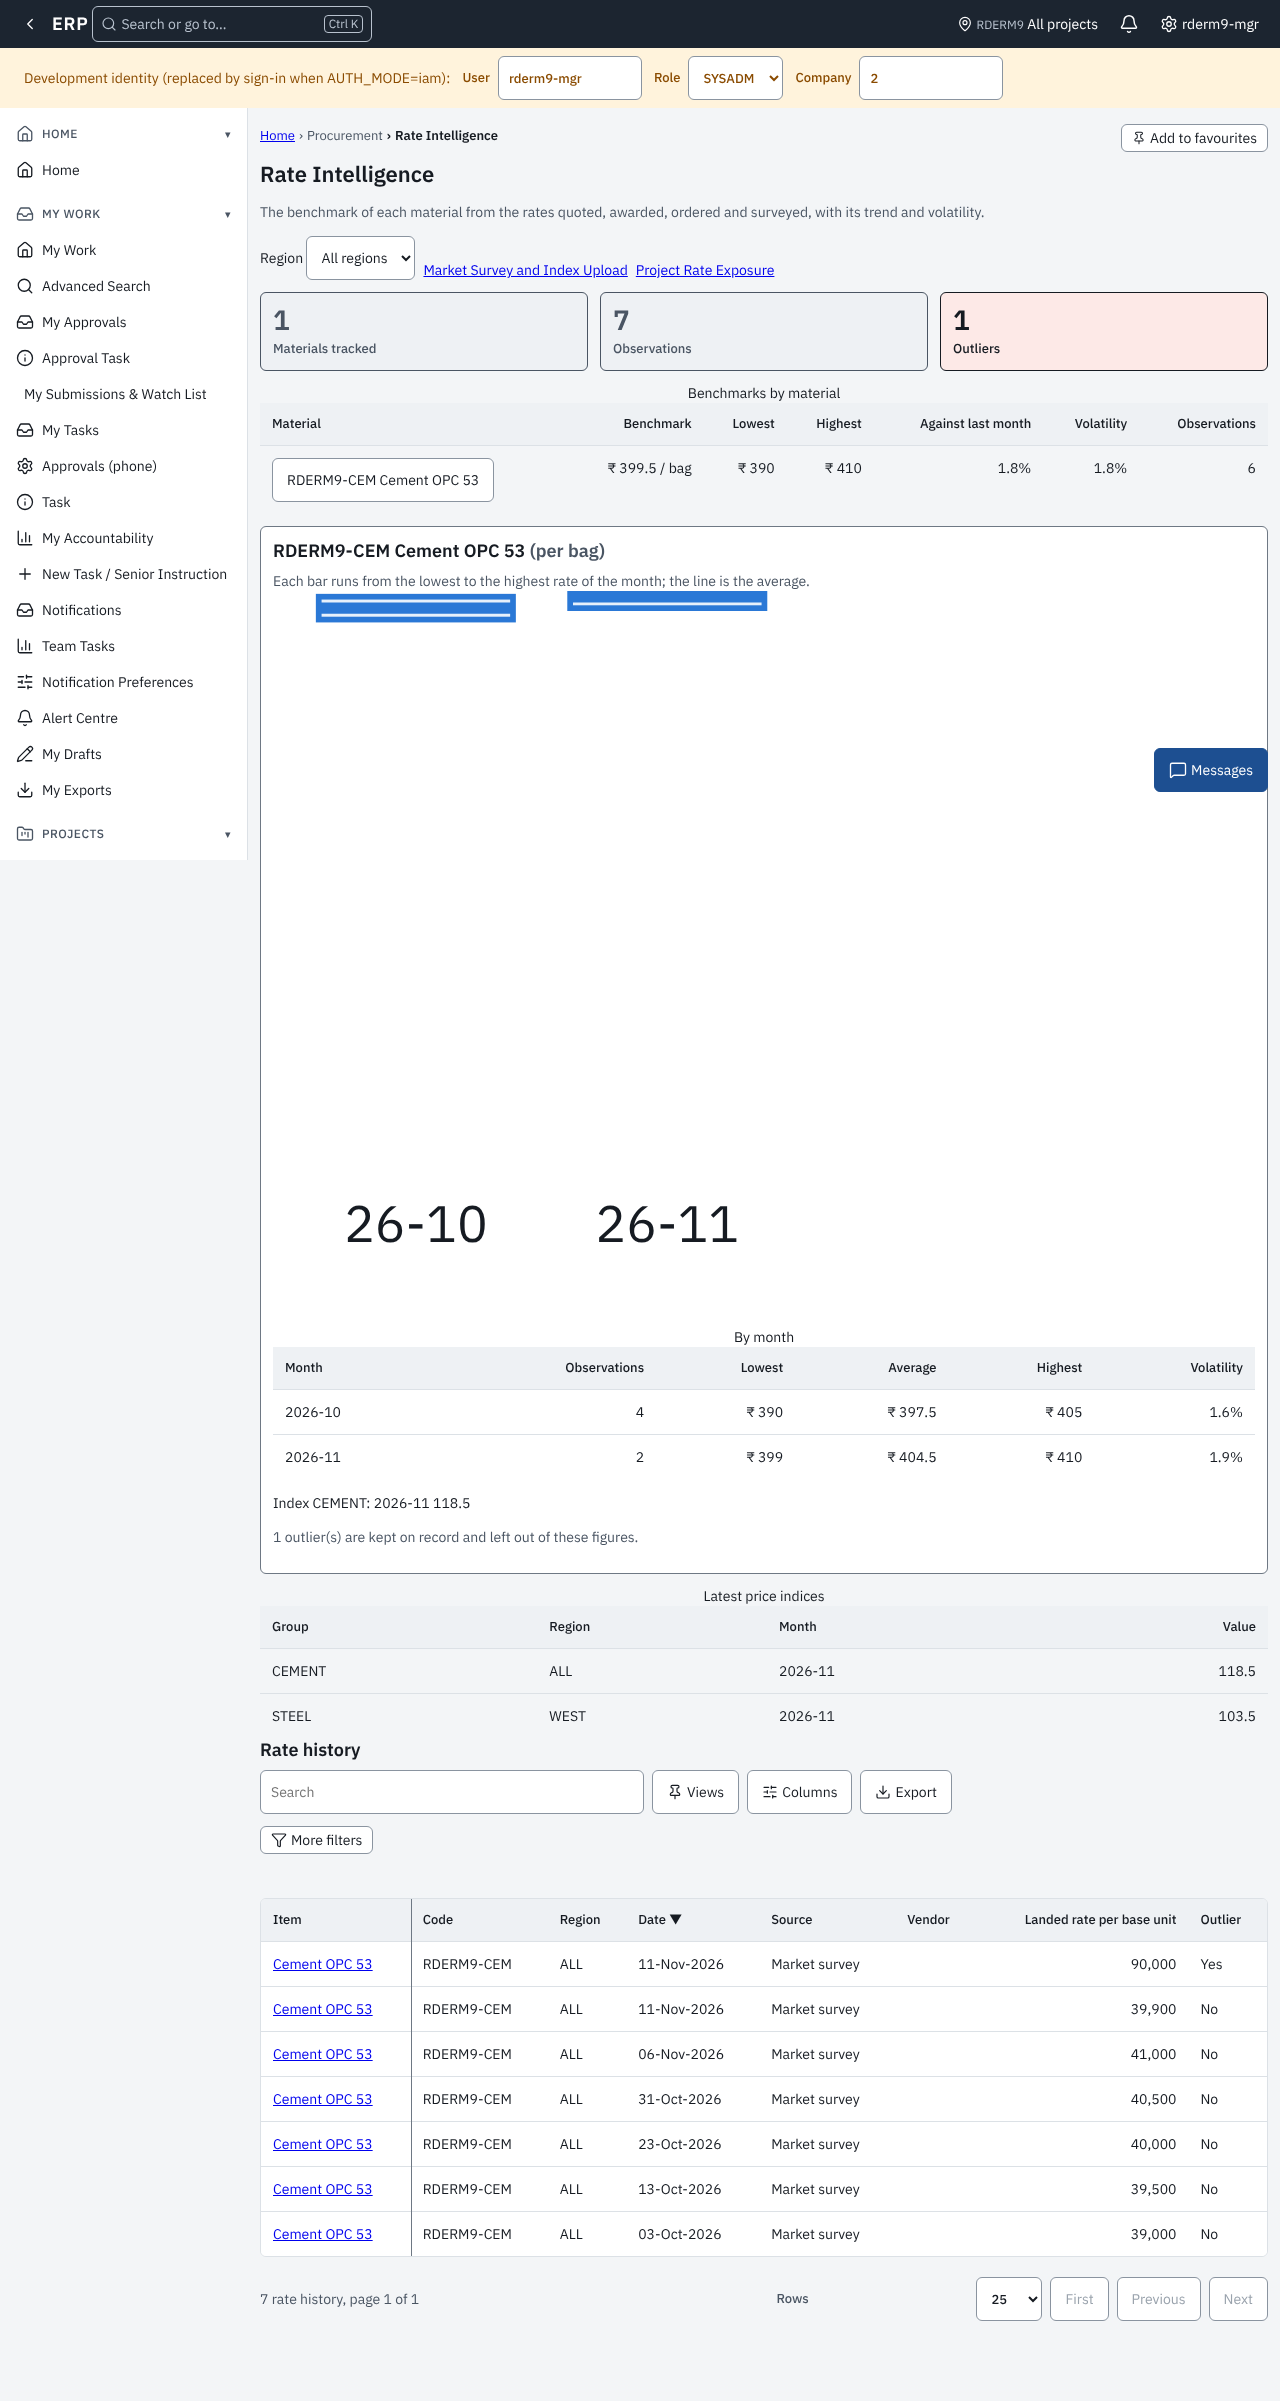 ERP Search or go to... Ctrl K RDERM9 All projects rderm9-mgr
Development identity (replaced by sign-in when AUTH_MODE=iam): User rderm9-mgr Role SYSADM Company 2
HOME
Home
MY WORK
My Work
Advanced Search
My Approvals
Approval Task
My Submissions & Watch List
My Tasks
Approvals (phone)
Task
My Accountability
New Task / Senior Instruction
Notifications
Team Tasks
Notification Preferences
Alert Centre
My Drafts
My Exports
PROJECTS
Home › Procurement › Rate Intelligence
Add to favourites
Rate Intelligence
The benchmark of each material from the rates quoted, awarded, ordered and surveyed, with its trend and volatility.
Region All regions Market Survey and Index Upload Project Rate Exposure
1
Materials tracked
7
Observations
1
Outliers
Benchmarks by material
Material Benchmark Lowest Highest Against last month Volatility Observations
RDERM9-CEM Cement OPC 53 ₹ 399.5 / bag ₹ 390 ₹ 410 1.8% 1.8% 6
RDERM9-CEM Cement OPC 53 (per bag)
Each bar runs from the lowest to the highest rate of the month; the line is the average.
Messages
26-10 26-11
By month
Month Observations Lowest Average Highest Volatility
2026-10 4 ₹ 390 ₹ 397.5 ₹ 405 1.6%
2026-11 2 ₹ 399 ₹ 404.5 ₹ 410 1.9%
Index CEMENT: 2026-11 118.5
1 outlier(s) are kept on record and left out of these figures.
Latest price indices
Group Region Month Value
CEMENT ALL 2026-11 118.5
STEEL WEST 2026-11 103.5
Rate history
Search Views Columns Export
More filters
Item Code Region Date ▼ Source Vendor Landed rate per base unit Outlier
Cement OPC 53 RDERM9-CEM ALL 11-Nov-2026 Market survey 90,000 Yes
Cement OPC 53 RDERM9-CEM ALL 11-Nov-2026 Market survey 39,900 No
Cement OPC 53 RDERM9-CEM ALL 06-Nov-2026 Market survey 41,000 No
Cement OPC 53 RDERM9-CEM ALL 31-Oct-2026 Market survey 40,500 No
Cement OPC 53 RDERM9-CEM ALL 23-Oct-2026 Market survey 40,000 No
Cement OPC 53 RDERM9-CEM ALL 13-Oct-2026 Market survey 39,500 No
Cement OPC 53 RDERM9-CEM ALL 03-Oct-2026 Market survey 39,000 No
7 rate history, page 1 of 1 Rows 25 First Previous Next